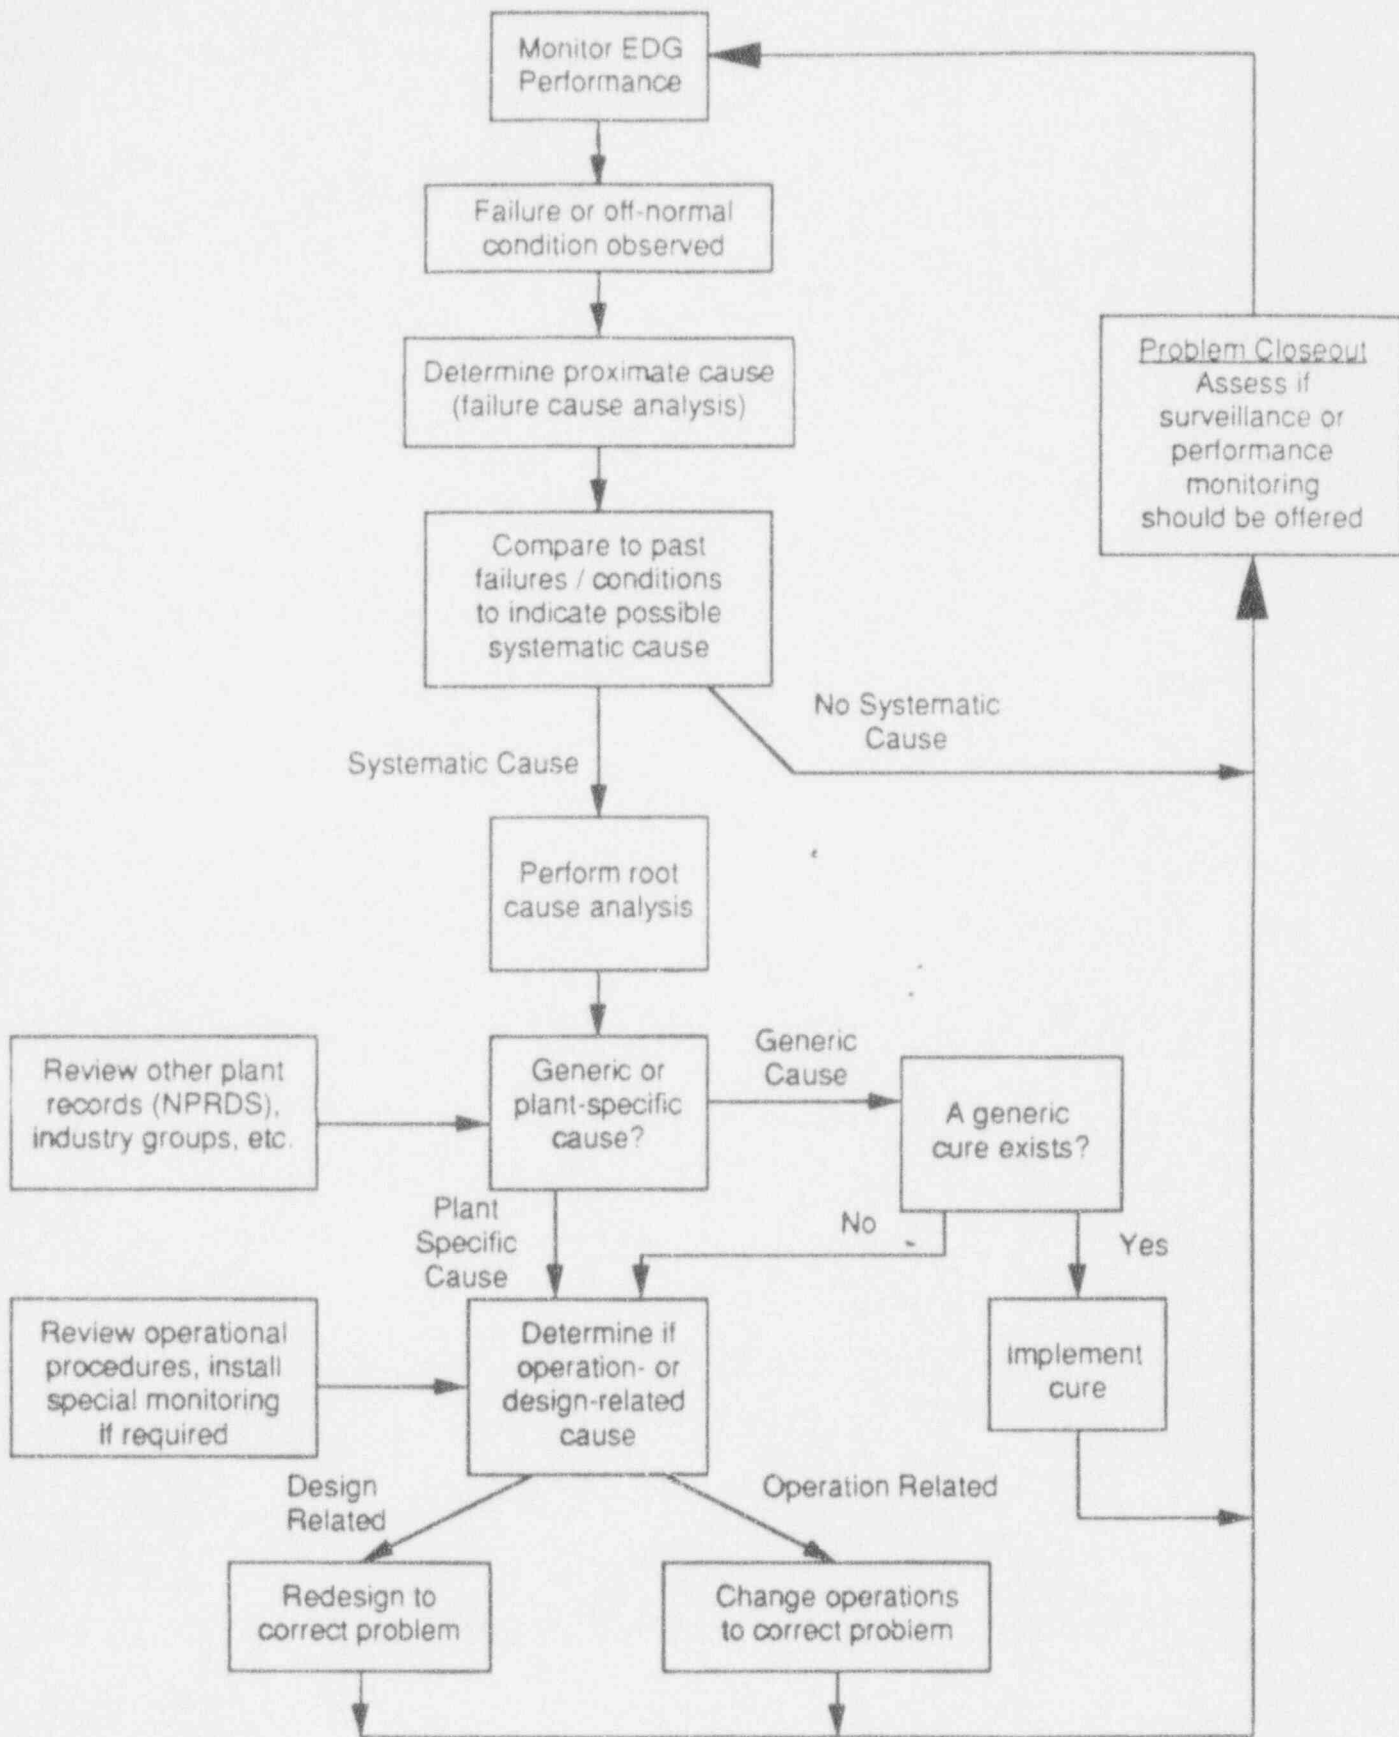 Monitor EDG
Performance
Failure or off-normal
condition observed
Determine proximate cause
(failure cause analysis)
Problem Closeout
Assess if
surveillance or
performance
monitoring
should be offered
Compare to past
failures / conditions
to indicate possible
systematic cause
No Systematic
Cause
Systematic Cause
Perform root
cause analysis
Review other plant
records (NPRDS),
industry groups, etc.
Generic or
plant-specific
cause?
Generic
Cause
A generic
cure exists?
Plant
Specific
Cause
No
Yes
Review operational
procedures, install
special monitoring
if required
Determine if
operation- or
design-related
cause
Implement
cure
Design
Related
Operation Related
Redesign to
correct problem
Change operations
to correct problem